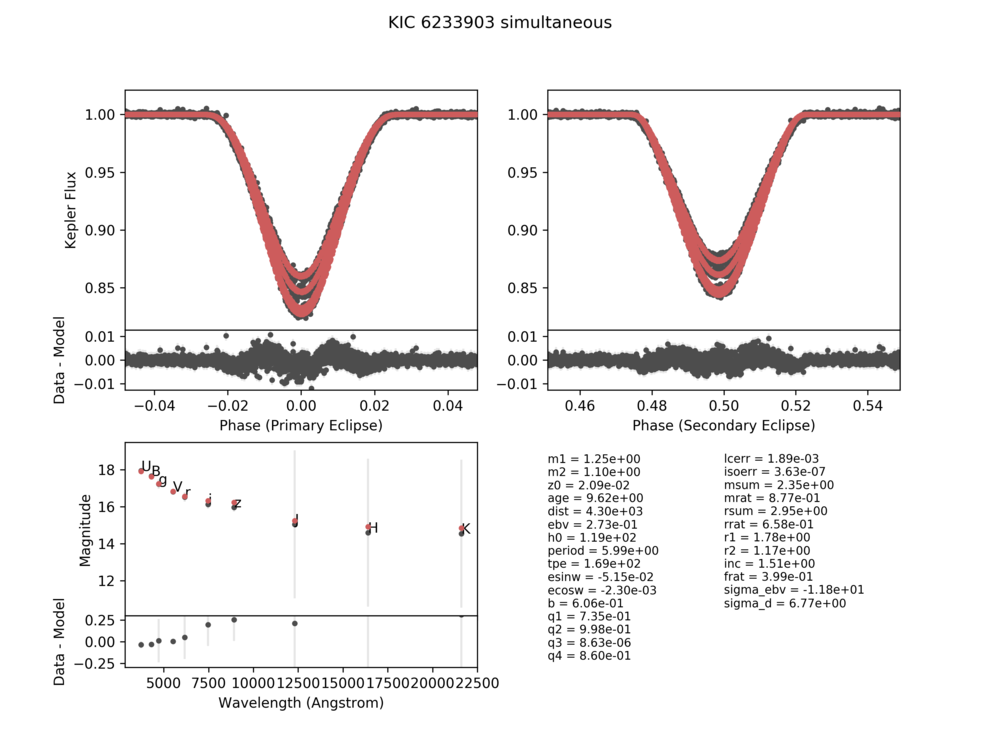 KIC 6233903 simultaneous
1.00
0.95
0.90
0.85
Kepler Flux
0.01
0.00
−0.01
Data - Model
−0.04 −0.02 0.00 0.02 0.04
Phase (Primary Eclipse)
1.00
0.95
0.90
0.85
0.01
0.00
−0.01
0.46 0.48 0.50 0.52 0.54
Phase (Secondary Eclipse)
18
16
14
12
Magnitude
U B g V r i z J H K
0.25
0.00
−0.25
Data - Model
5000 7500 10000 12500 15000 17500 20000 22500
Wavelength (Angstrom)
m1 = 1.25e+00
m2 = 1.10e+00
z0 = 2.09e-02
age = 9.62e+00
dist = 4.30e+03
ebv = 2.73e-01
h0 = 1.19e+02
period = 5.99e+00
tpe = 1.69e+02
esinw = -5.15e-02
ecosw = -2.30e-03
b = 6.06e-01
q1 = 7.35e-01
q2 = 9.98e-01
q3 = 8.63e-06
q4 = 8.60e-01
lcerr = 1.89e-03
isoerr = 3.63e-07
msum = 2.35e+00
mrat = 8.77e-01
rsum = 2.95e+00
rrat = 6.58e-01
r1 = 1.78e+00
r2 = 1.17e+00
inc = 1.51e+00
frat = 3.99e-01
sigma_ebv = -1.18e+01
sigma_d = 6.77e+00